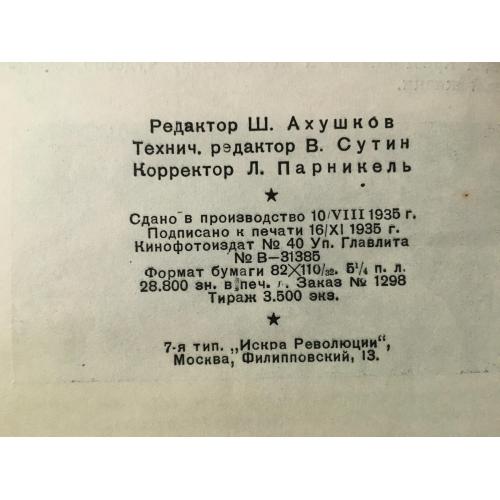 Редактор Ш. Ахушков
Технич. редактор В. Сутин
Корректор Л. Парникель
Сдано в производство 10/VIII 1935 г.
Подписано к печати 16/XI 1935 г.
Кинофотоиздат № 40 Уп. Главлита
№ В—31385
Формат бумаги 82×110/32. 5¼ п. л.
28.800 зн. в печ. л. Заказ № 1298
Тираж 3.500 экз.
7-я тип. „Искра Революции",
Москва, Филипповский, 13.